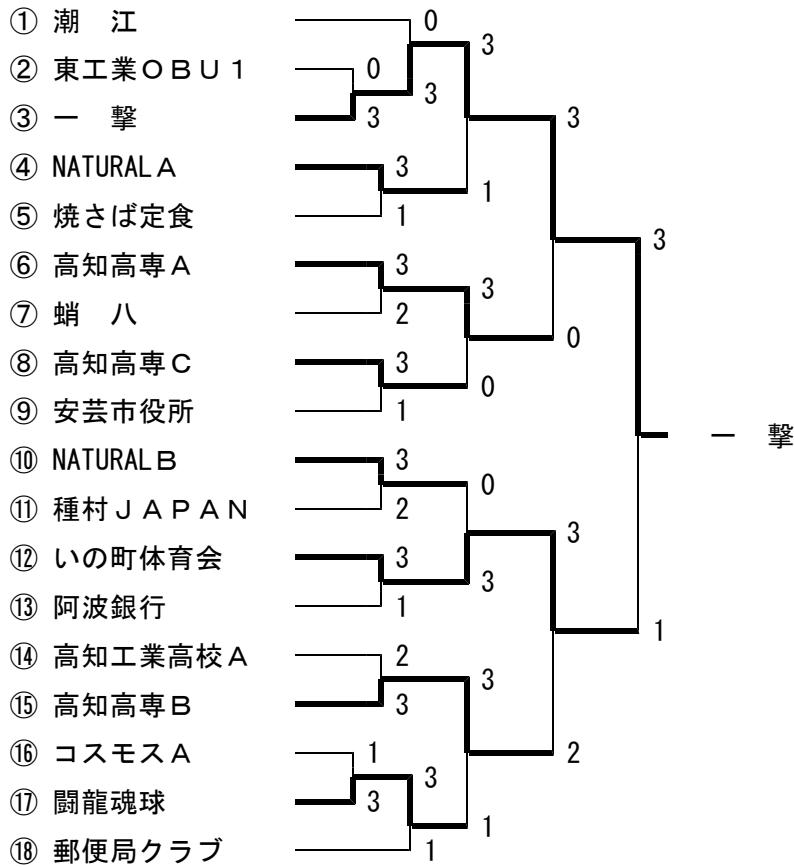 ① 潮　江
0
3
② 東工業ＯＢＵ１
0
3
③ 一　撃
3
3
④ NATURALＡ
3
1
⑤ 焼さば定食
1
3
⑥ 高知高専Ａ
3
3
⑦ 蛸　八
2
0
⑧ 高知高専Ｃ
3
0
⑨ 安芸市役所
1
一　撃
⑩ NATURALＢ
3
0
⑪ 種村ＪＡＰＡＮ
2
3
⑫ いの町体育会
3
3
⑬ 阿波銀行
1
1
⑭ 高知工業高校Ａ
2
3
⑮ 高知高専Ｂ
3
⑯ コスモスＡ
1
2
3
⑰ 闘龍魂球
3
1
⑱ 郵便局クラブ
1